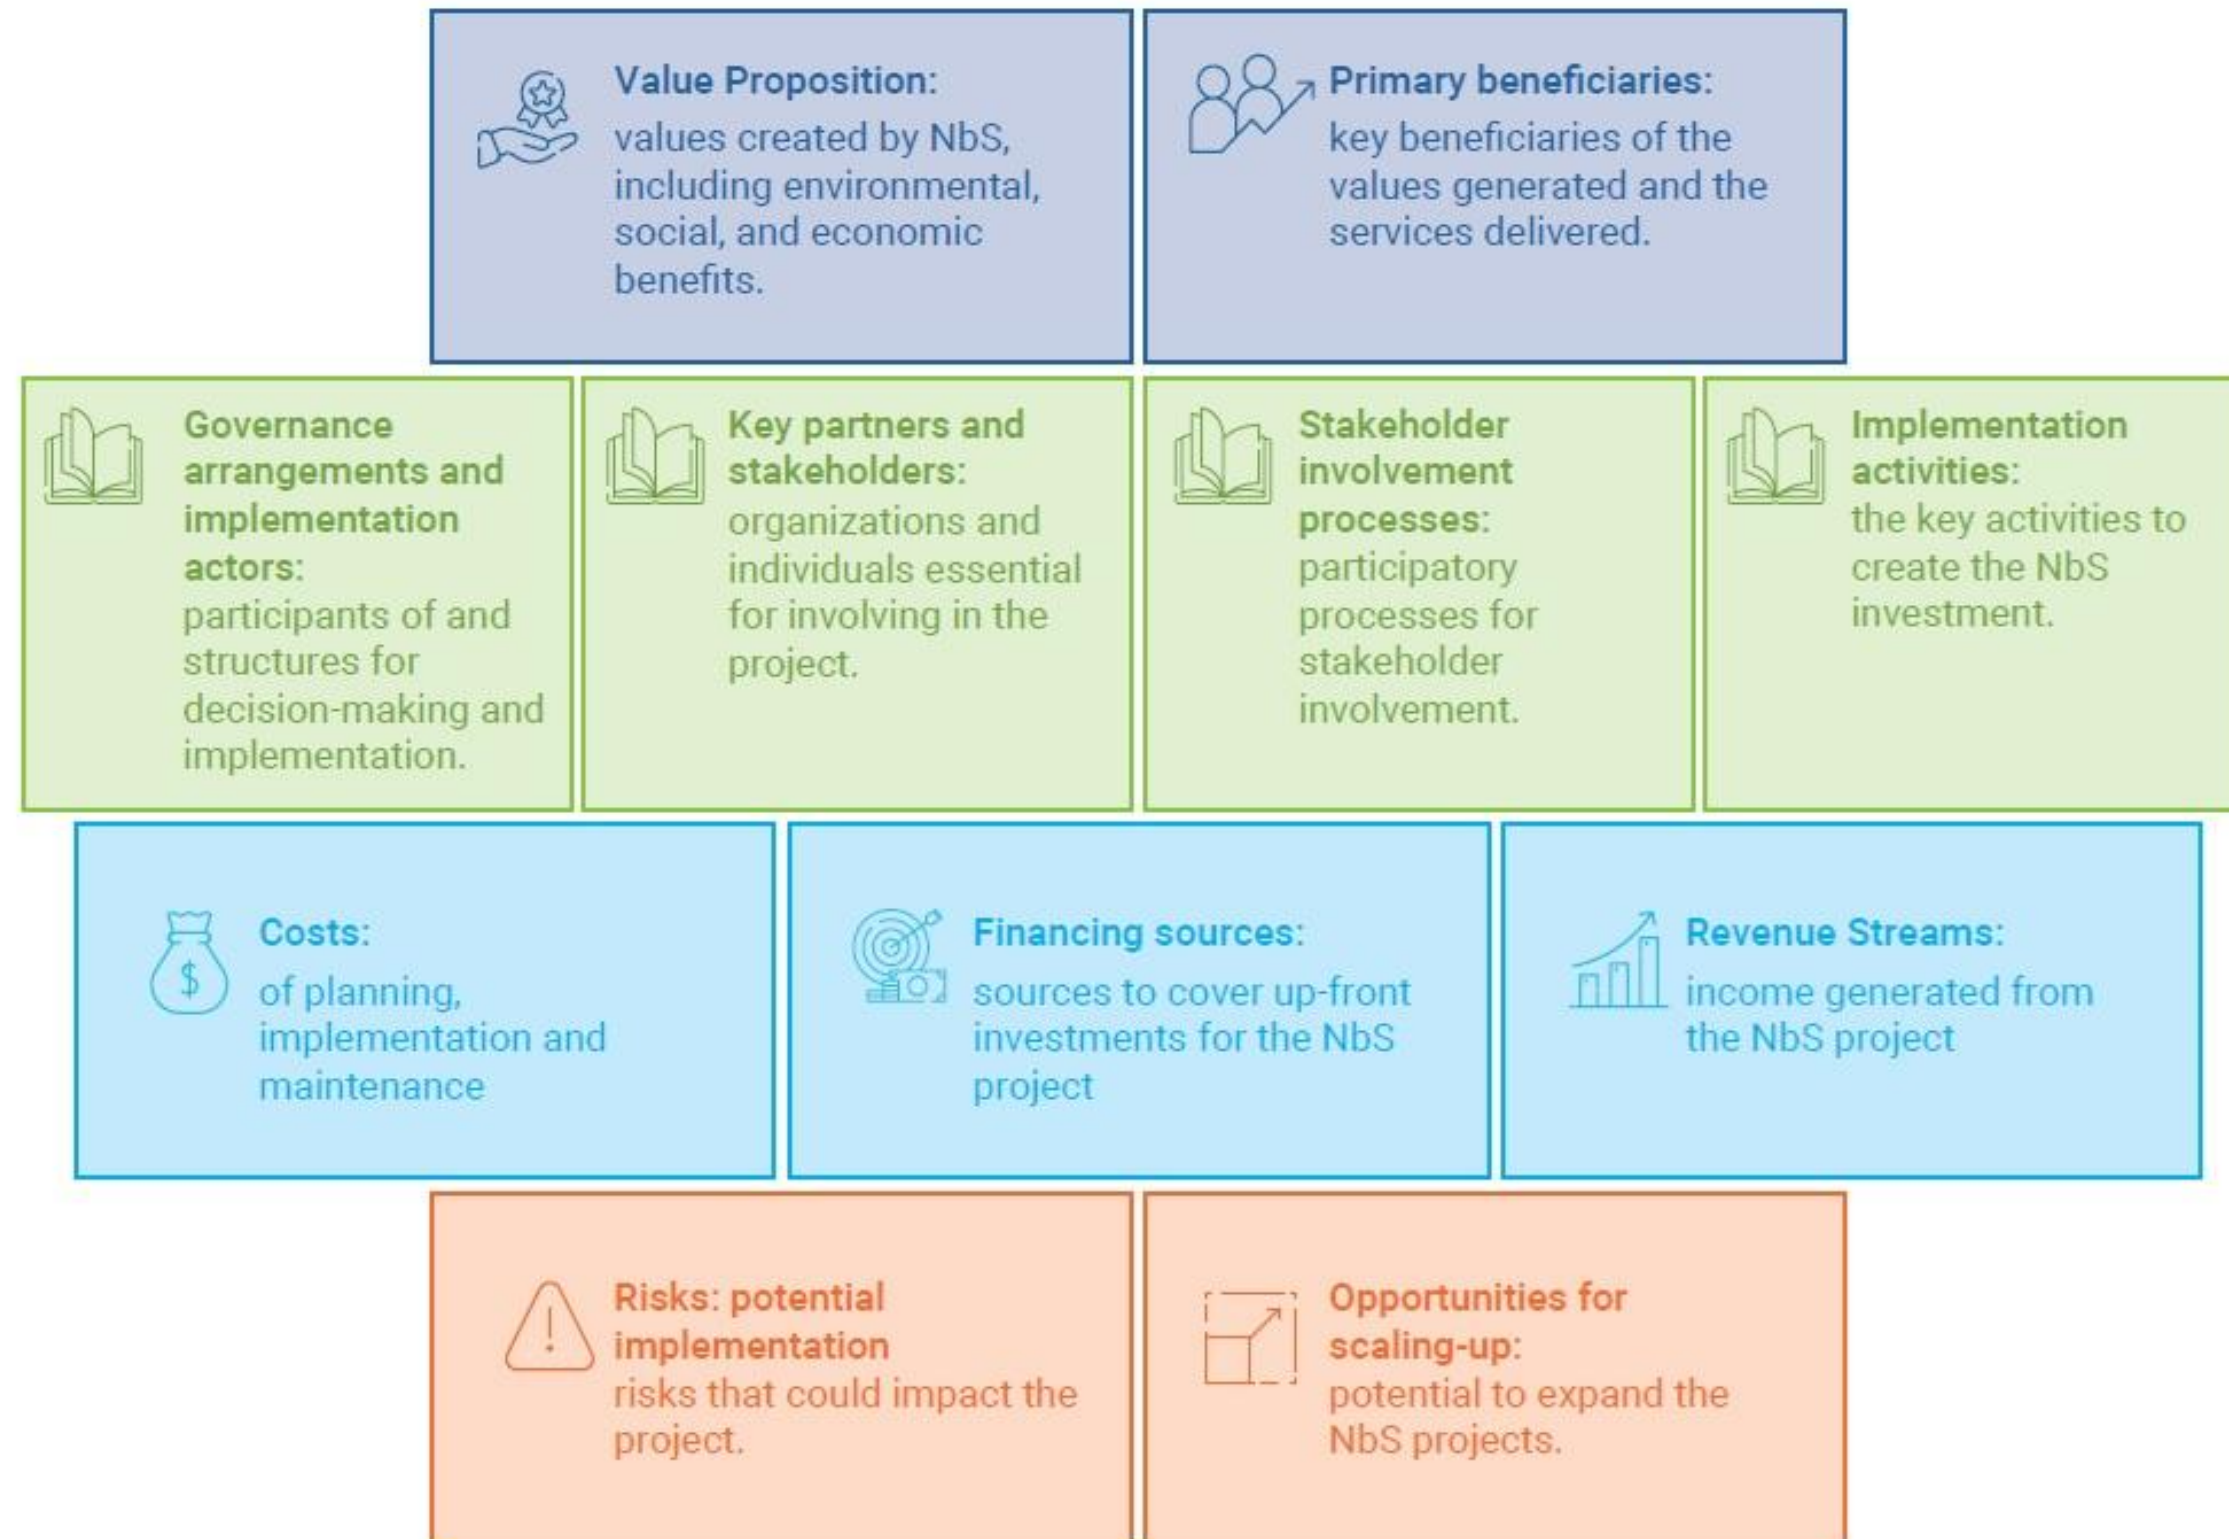 Value Proposition:
values created by NbS,
including environmental,
social, and economic
benefits.
Primary beneficiaries:
key beneficiaries of the
values generated and the
services delivered.
Governance
arrangements and
implementation
actors:
participants of and
structures for
decision-making and
implementation.
Key partners and
stakeholders:
organizations and
individuals essential
for involving in the
project.
Stakeholder
involvement
processes:
participatory
processes for
stakeholder
involvement.
Implementation
activities:
the key activities to
create the NbS
investment.
$
Costs:
of planning,
implementation and
maintenance
Financing sources:
sources to cover up-front
investments for the NbS
project
Revenue Streams:
income generated from
the NbS project
!
Risks: potential
implementation
risks that could impact the
project.
Opportunities for
scaling-up:
potential to expand the
NbS projects.